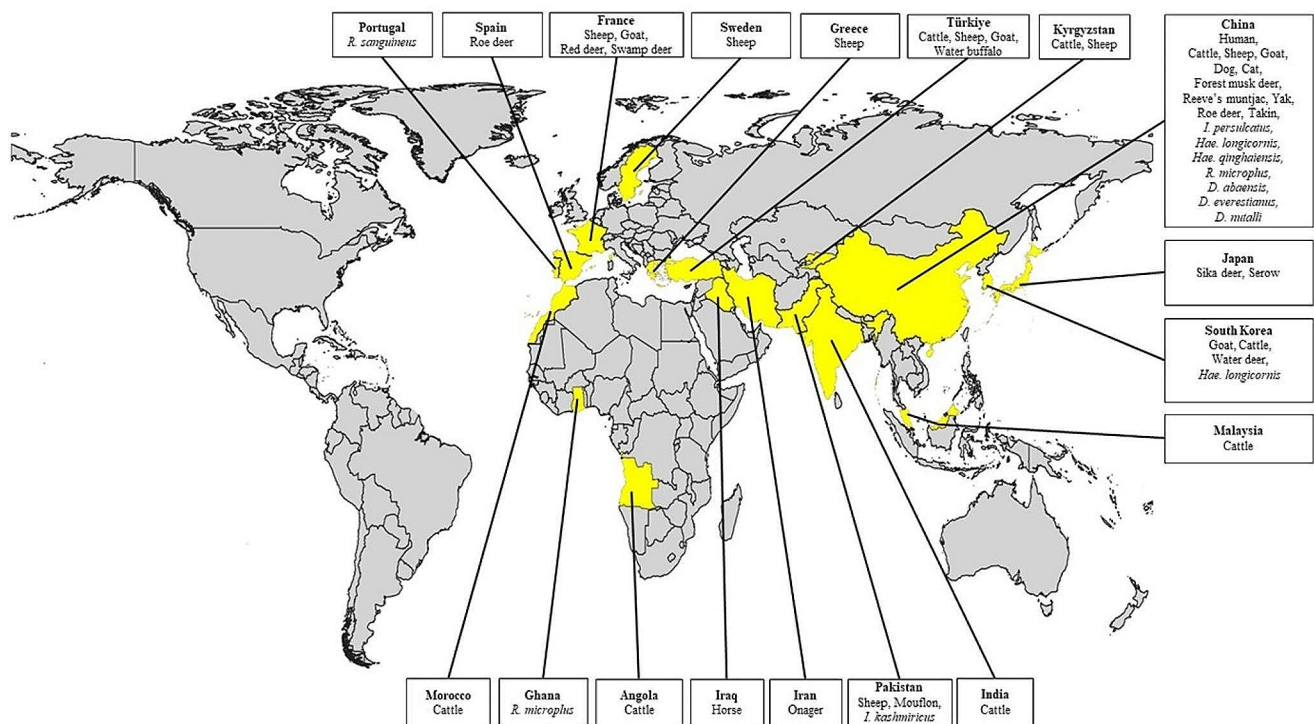 Portugal
R. sanguineus
Spain
Roe deer
France
Sheep, Goat,
Red deer, Swamp deer
Sweden
Sheep
Greece
Sheep
Türkiye
Cattle, Sheep, Goat,
Water buffalo
Kyrgyzstan
Cattle, Sheep
China
Human,
Cattle, Sheep, Goat,
Dog, Cat,
Forest musk deer,
Reeve's muntjac, Yak,
Roe deer, Takin,
I. persulcatus,
Hae. longicornis,
Hae. qinghaiensis,
R. microplus,
D. abaensis,
D. everestianus,
D. nutalli
Japan
Sika deer, Serow
South Korea
Goat, Cattle,
Water deer,
Hae. longicornis
Malaysia
Cattle
Morocco
Cattle
Ghana
R. microplus
Angola
Cattle
Iraq
Horse
Iran
Onager
Pakistan
Sheep, Mouflon,
I. kashmiricus
India
Cattle